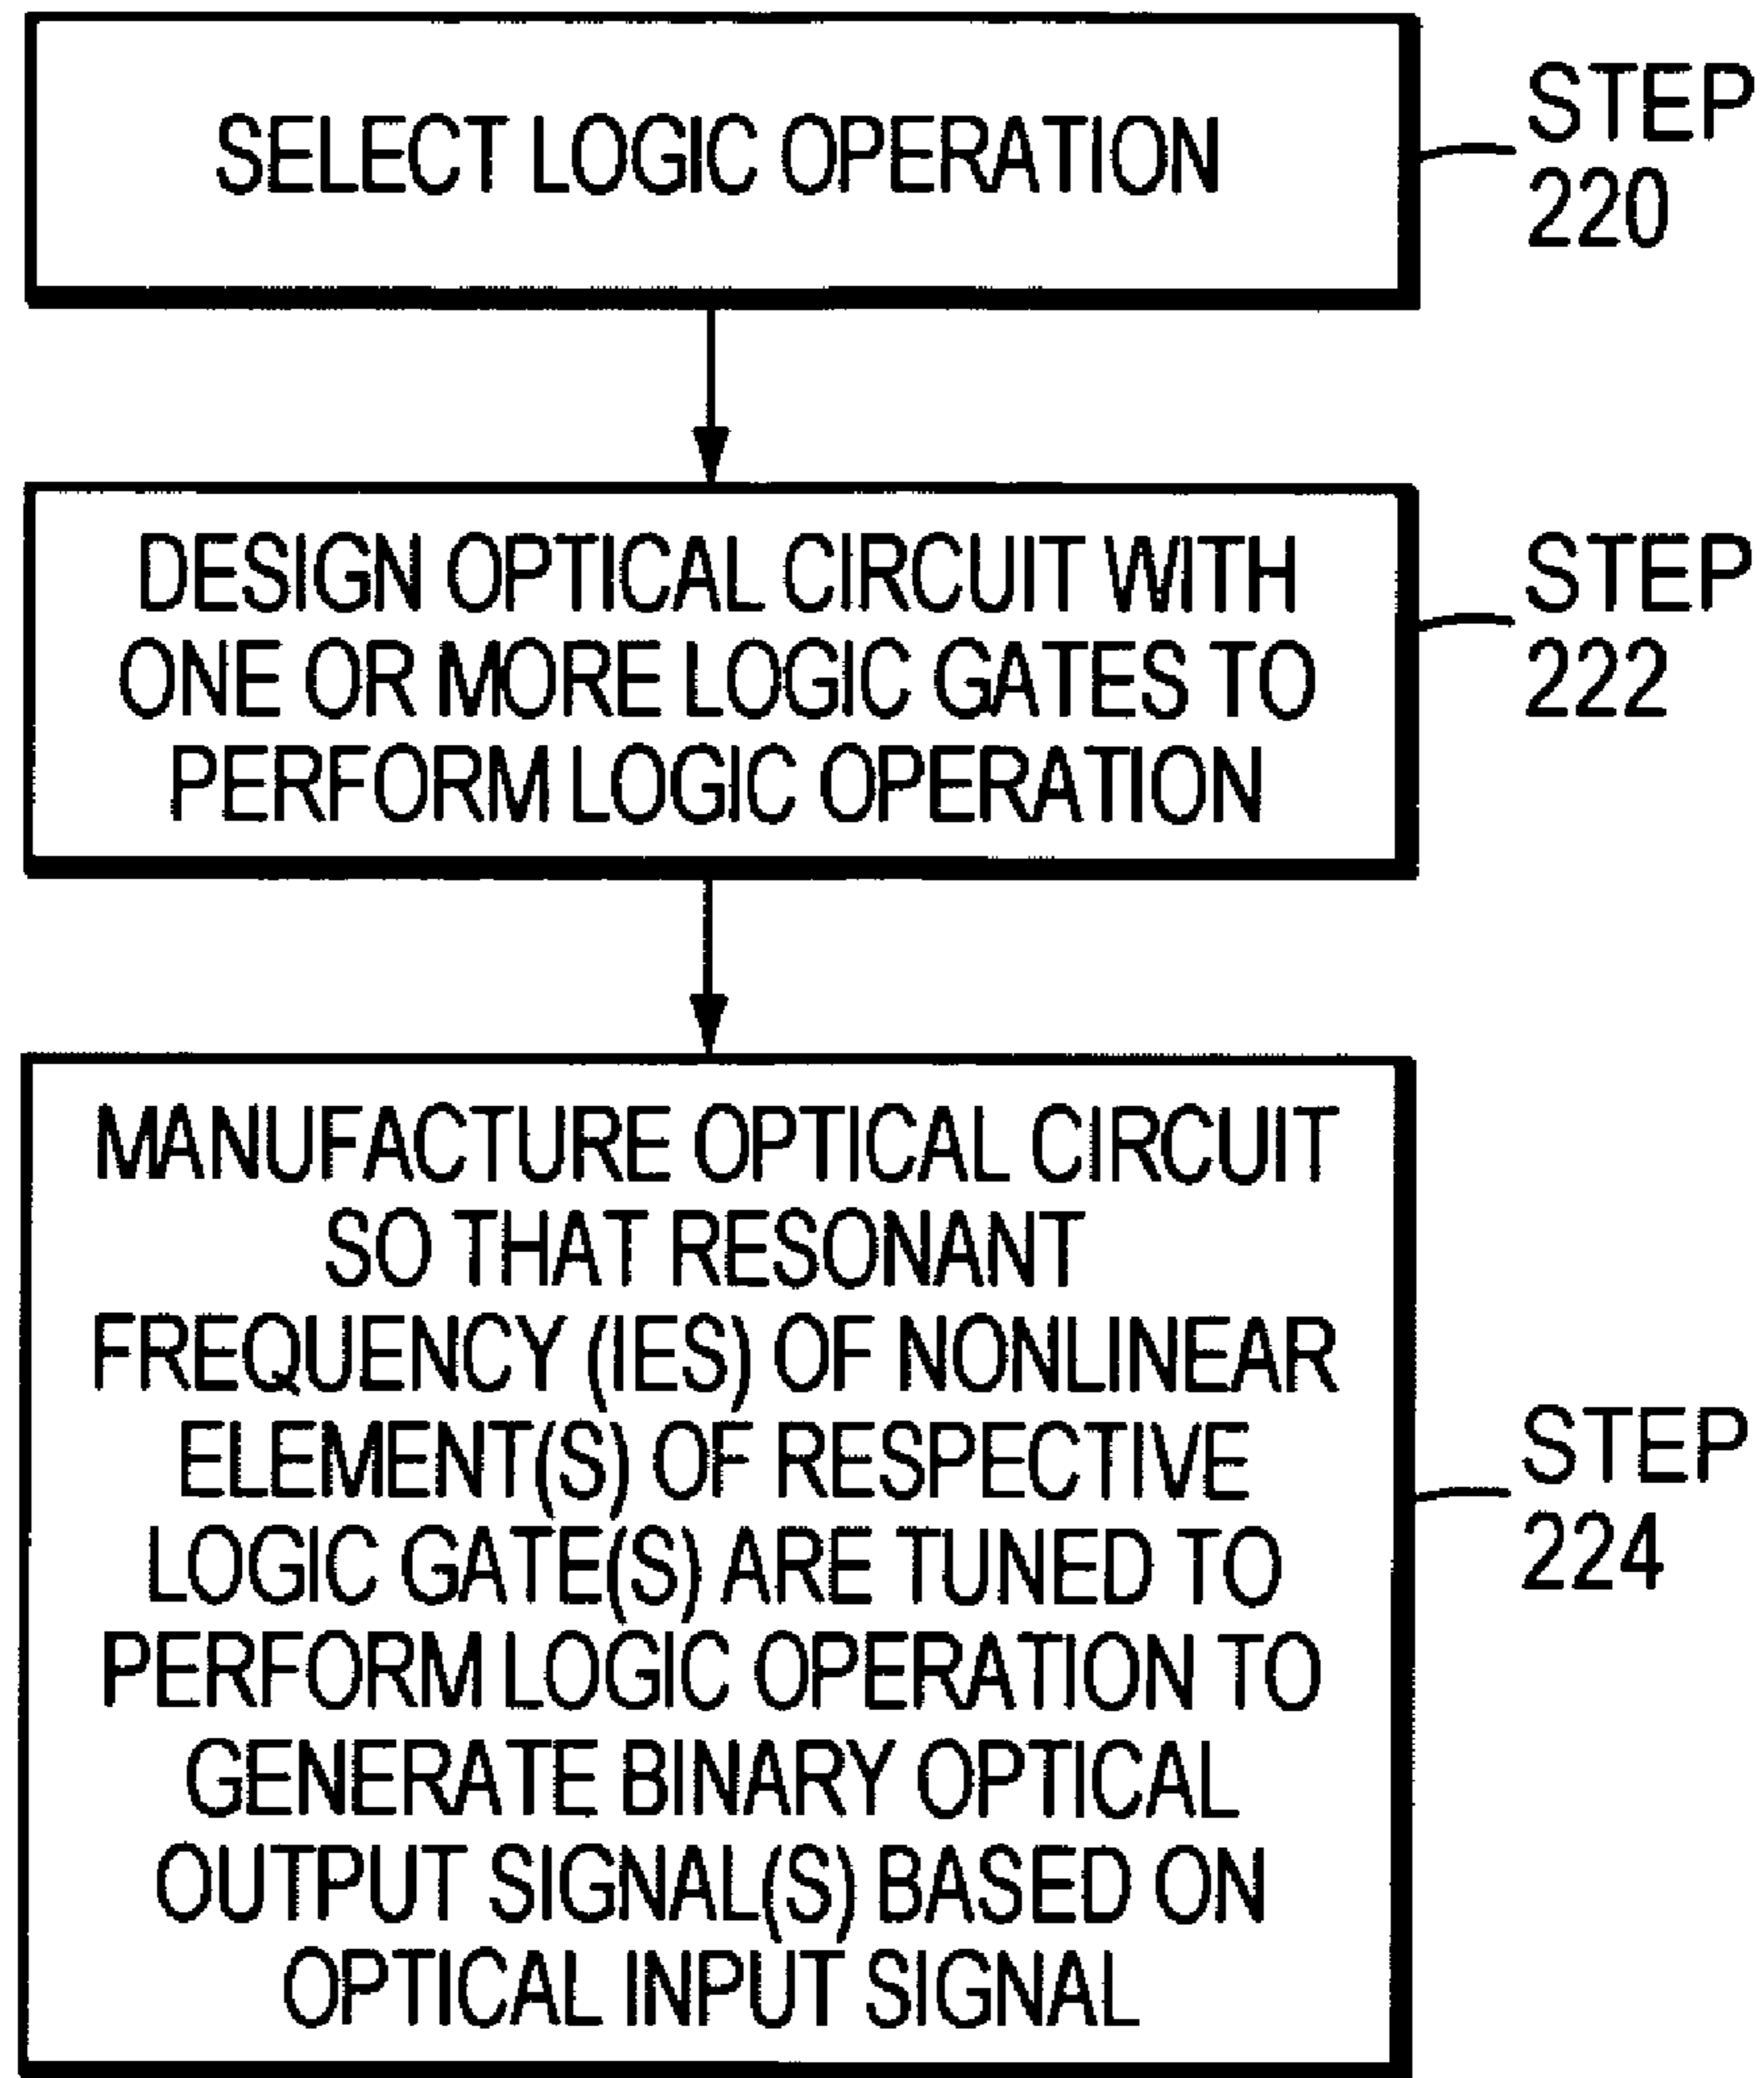 SELECT LOGIC OPERATION
STEP
220
DESIGN OPTICAL CIRCUIT WITH
ONE OR MORE LOGIC GATES TO
PERFORM LOGIC OPERATION
STEP
222
MANUFACTURE OPTICAL CIRCUIT
SO THAT RESONANT
FREQUENCY (IES) OF NONLINEAR
ELEMENT(S) OF RESPECTIVE
LOGIC GATE(S) ARE TUNED TO
PERFORM LOGIC OPERATION TO
GENERATE BINARY OPTICAL
OUTPUT SIGNAL(S) BASED ON
OPTICAL INPUT SIGNAL
STEP
224